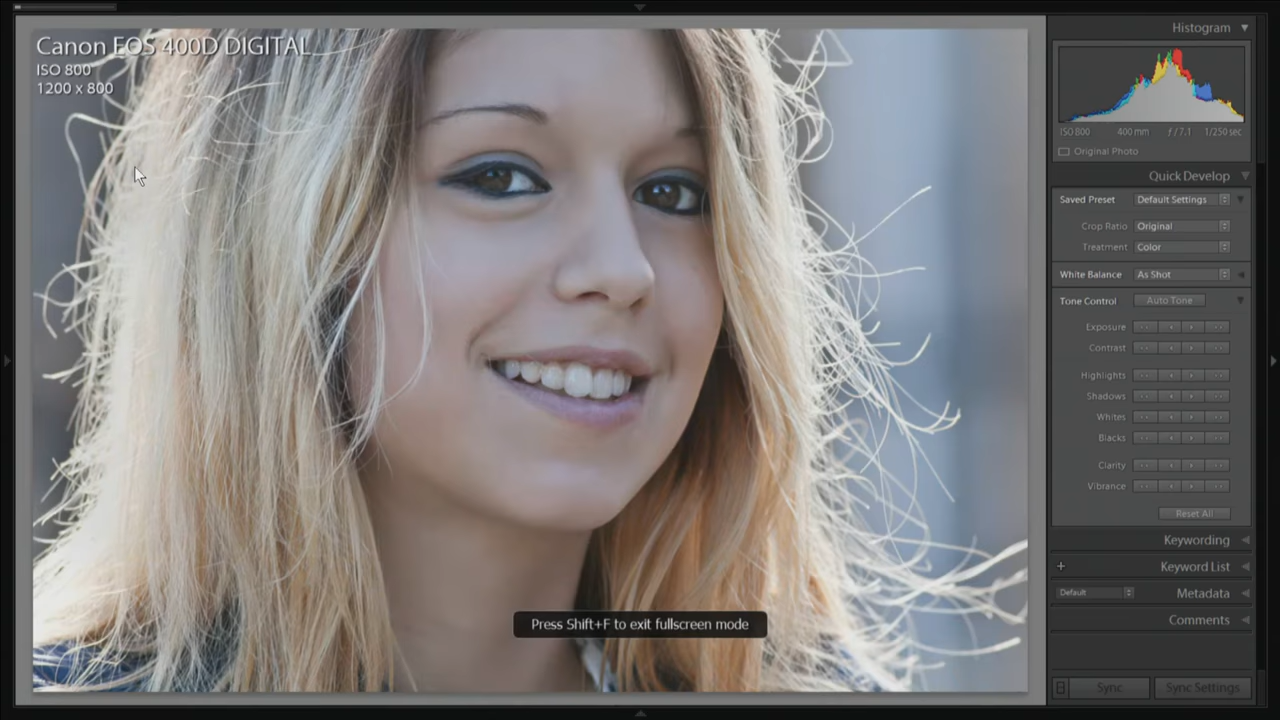 Canon EOS 400D DIGITAL
ISO 800
1200 x 800
Press Shift+F to exit fullscreen mode
Histogram
ISO 800 400 mm ƒ / 7.1 1/250 sec
Original Photo
Quick Develop
Saved Preset Default Settings
Crop Ratio Original
Treatment Color
White Balance As Shot
Tone Control Auto Tone
Exposure
Contrast
Highlights
Shadows
Whites
Blacks
Clarity
Vibrance
Reset All
Keywording
+ Keyword List
Default Metadata
Comments
Sync Sync Settings